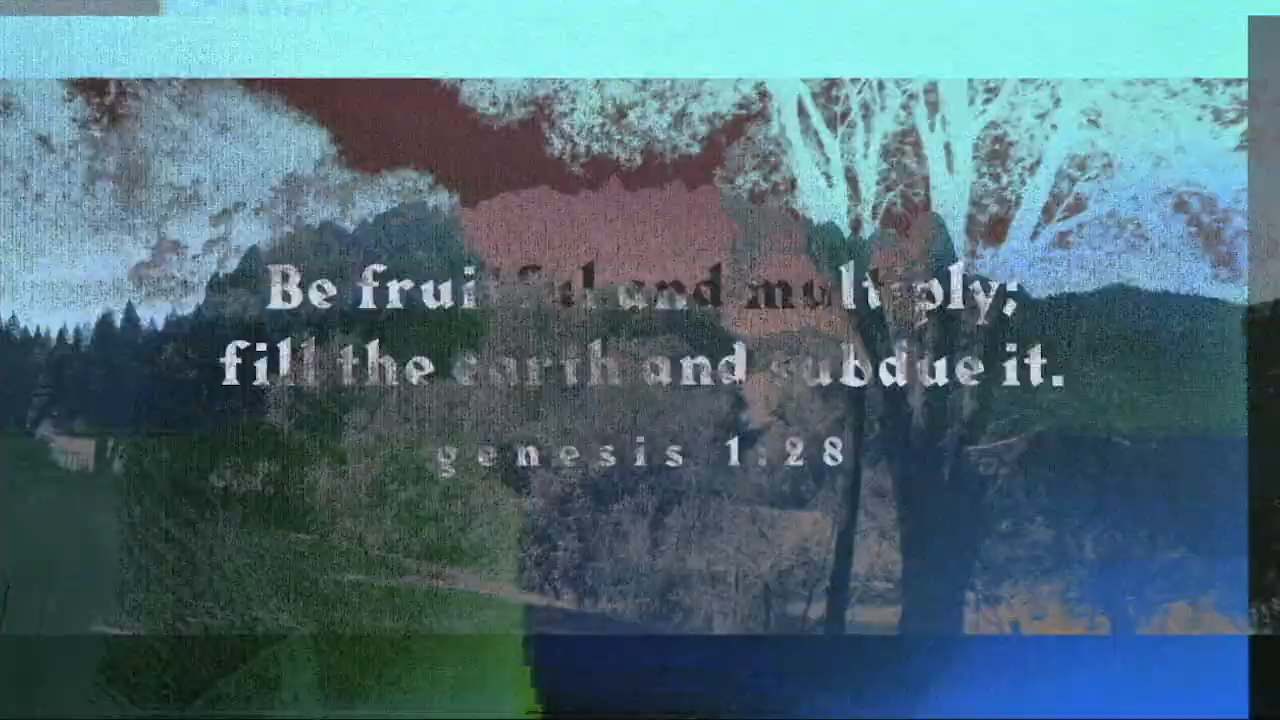 Be fruitful and multiply;
fill the earth and subdue it.
genesis 1:28